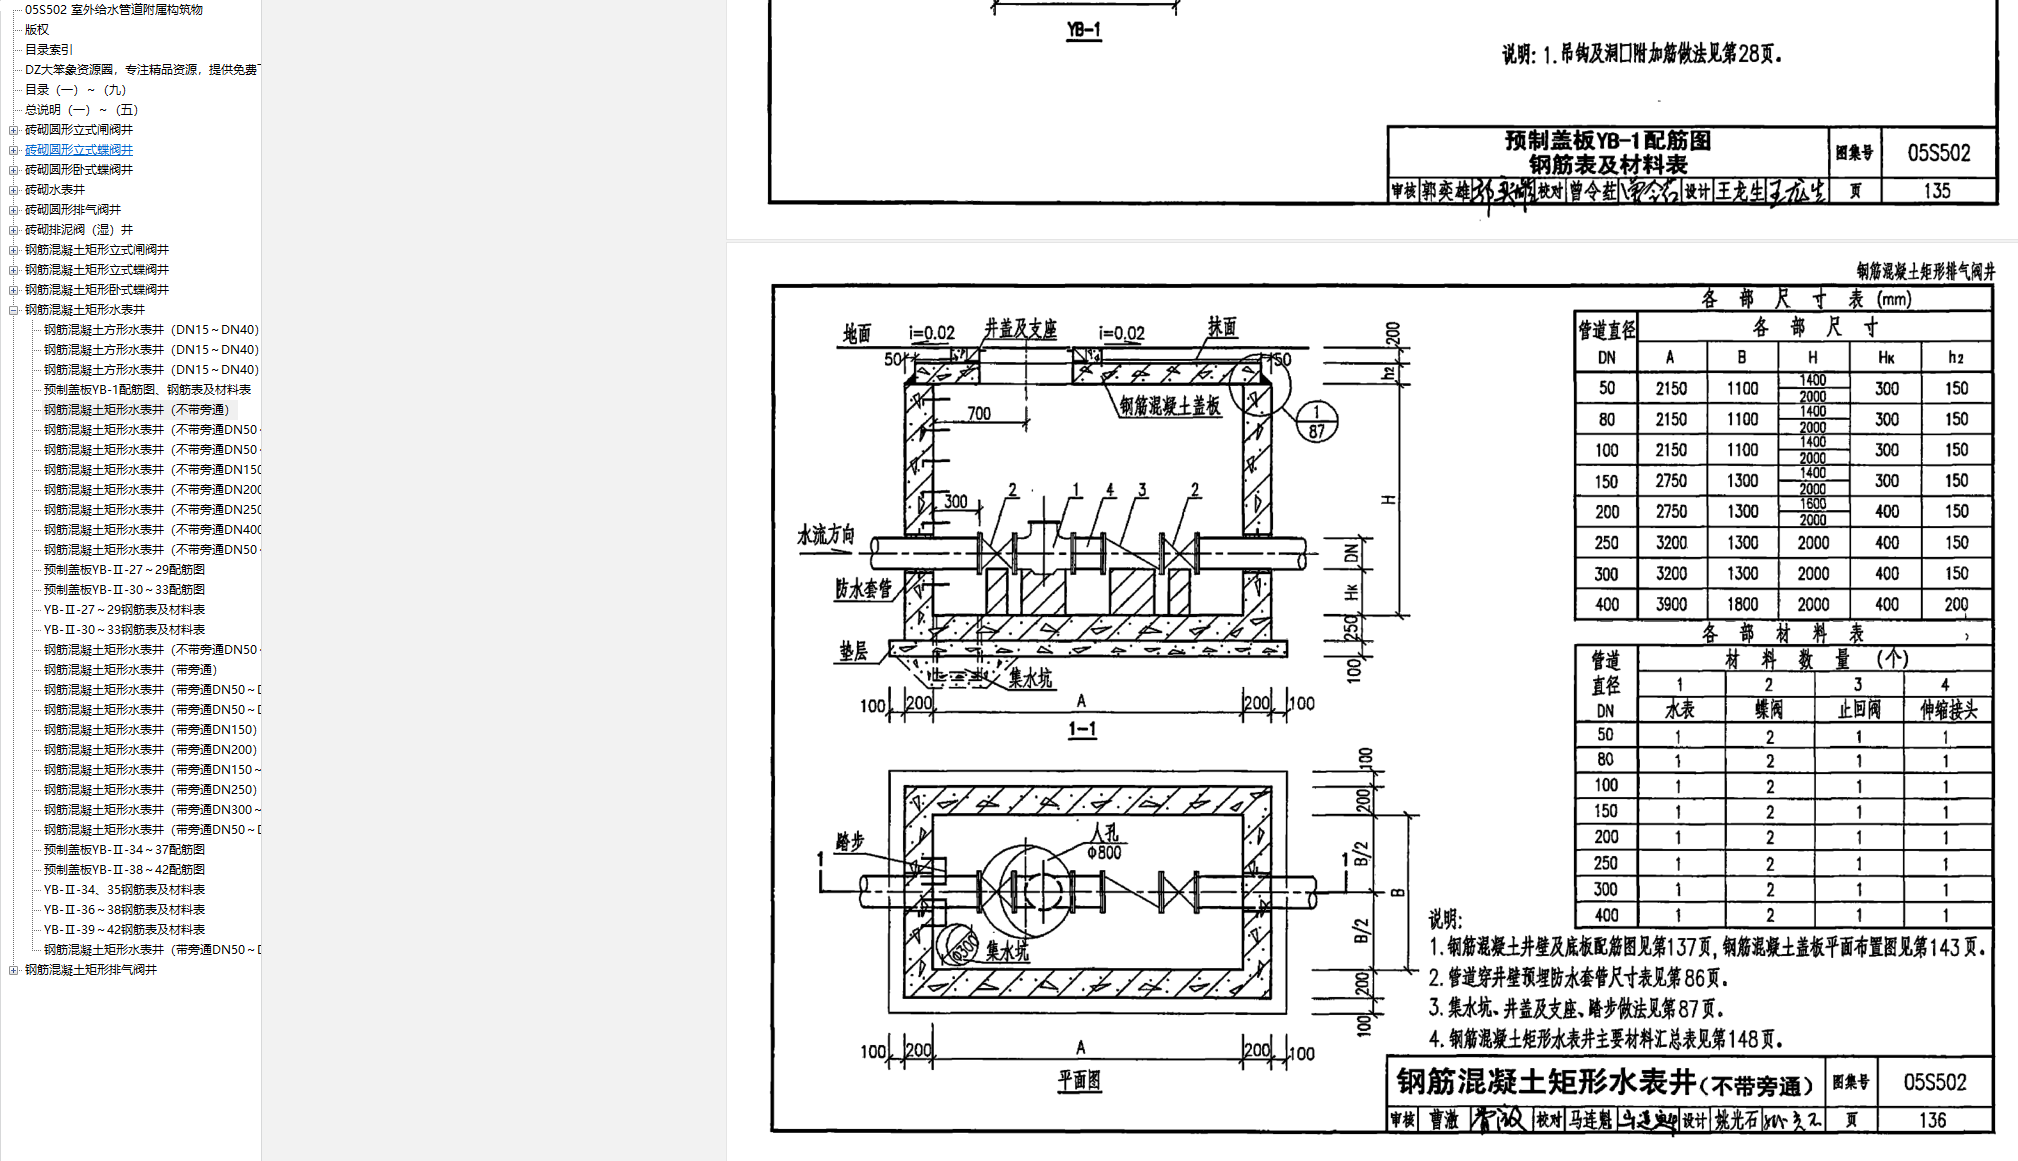 05S502 室外给水管道附属构筑物
版权
目录索引
DZ大笨象资源圈，专注精品资源，提供免费下
目录（一）~（九）
总说明（一）~（五）
砖砌圆形立式闸阀井
砖砌圆形立式蝶阀井
砖砌圆形卧式蝶阀井
砖砌水表井
砖砌圆形排气阀井
砖砌排泥阀（湿）井
钢筋混凝土矩形立式闸阀井
钢筋混凝土矩形立式蝶阀井
钢筋混凝土矩形卧式蝶阀井
钢筋混凝土矩形水表井
钢筋混凝土方形水表井（DN15~DN40）
钢筋混凝土方形水表井（DN15~DN40）
钢筋混凝土方形水表井（DN15~DN40）
预制盖板YB-1配筋图、钢筋表及材料表
钢筋混凝土矩形水表井（不带旁通）
钢筋混凝土矩形水表井（不带旁通DN50
钢筋混凝土矩形水表井（不带旁通DN50
钢筋混凝土矩形水表井（不带旁通DN150
钢筋混凝土矩形水表井（不带旁通DN200
钢筋混凝土矩形水表井（不带旁通DN250
钢筋混凝土矩形水表井（不带旁通DN400
钢筋混凝土矩形水表井（不带旁通DN50
预制盖板YB-Ⅱ-27~29配筋图
预制盖板YB-Ⅱ-30~33配筋图
YB-Ⅱ-27~29钢筋表及材料表
YB-Ⅱ-30~33钢筋表及材料表
钢筋混凝土矩形水表井（不带旁通DN50
钢筋混凝土矩形水表井（带旁通）
钢筋混凝土矩形水表井（带旁通DN50~D
钢筋混凝土矩形水表井（带旁通DN50~D
钢筋混凝土矩形水表井（带旁通DN150）
钢筋混凝土矩形水表井（带旁通DN200）
钢筋混凝土矩形水表井（带旁通DN150~
钢筋混凝土矩形水表井（带旁通DN250）
钢筋混凝土矩形水表井（带旁通DN300~
钢筋混凝土矩形水表井（带旁通DN50~D
预制盖板YB-Ⅱ-34~37配筋图
预制盖板YB-Ⅱ-38~42配筋图
YB-Ⅱ-34、35钢筋表及材料表
YB-Ⅱ-36~38钢筋表及材料表
YB-Ⅱ-39~42钢筋表及材料表
钢筋混凝土矩形水表井（带旁通DN50~D
钢筋混凝土矩形排气阀井
YB-1
说明: 1.吊钩及洞口附加筋做法见第28页。
预制盖板YB-1配筋图
钢筋表及材料表
图集号 05S502
审核 郭奕雄 校对 曾令荭 设计 王龙生 页 135
钢筋混凝土矩形排气阀井
地面 i=0.02 井盖及支座 i=0.02 抹面 200
50 50 h2
700 钢筋混凝土盖板 1
87
H
300 2 1 4 3 2
水流方向 DN
防水套管 HK
250
垫层 集水坑 100
100 200 A 200 100
1-1
100
200
踏步 人孔
Φ800 B/2
1 1 B
B/2
Φ300 集水坑
200
100
100 200 A 200 100
平面图
各部尺寸表 (mm)
管道直径 各部尺寸
DN A B H HK h2
50 2150 1100 1400 2000 300 150
80 2150 1100 1400 2000 300 150
100 2150 1100 1400 2000 300 150
150 2750 1300 1400 2000 300 150
200 2750 1300 1600 2000 400 150
250 3200 1300 2000 400 150
300 3200 1300 2000 400 150
400 3900 1800 2000 400 200
各部材料表
管道 材料数量 (个)
直径 1 2 3 4
DN 水表 蝶阀 止回阀 伸缩接头
50 1 2 1 1
80 1 2 1 1
100 1 2 1 1
150 1 2 1 1
200 1 2 1 1
250 1 2 1 1
300 1 2 1 1
400 1 2 1 1
说明:
1.钢筋混凝土井壁及底板配筋图见第137页,钢筋混凝土盖板平面布置图见第143页。
2.管道穿井壁预埋防水套管尺寸表见第86页。
3.集水坑、井盖及支座、踏步做法见第87页。
4.钢筋混凝土矩形水表井主要材料汇总表见第148页。
钢筋混凝土矩形水表井(不带旁通) 图集号 05S502
审核 曹澈 校对 马连魁 设计 姚光石 页 136